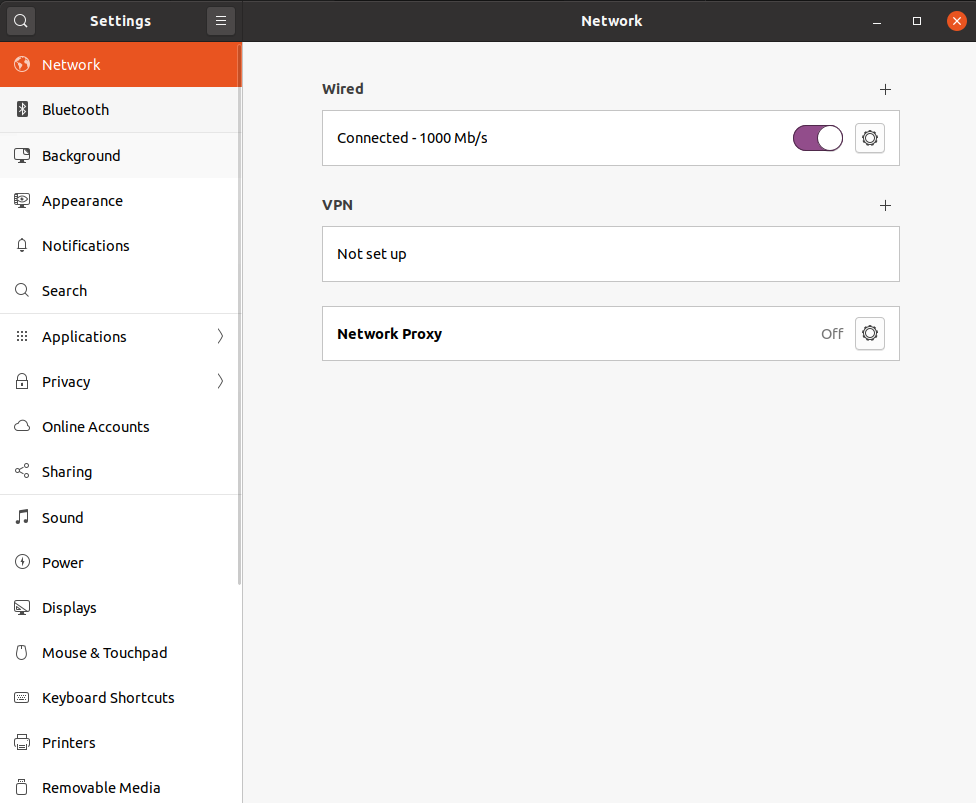 Settings
Network
Network
Bluetooth
Background
Appearance
Notifications
Search
Applications
Privacy
Online Accounts
Sharing
Sound
Power
Displays
Mouse & Touchpad
Keyboard Shortcuts
Printers
Removable Media
Wired
Connected - 1000 Mb/s
VPN
Not set up
Network Proxy
Off